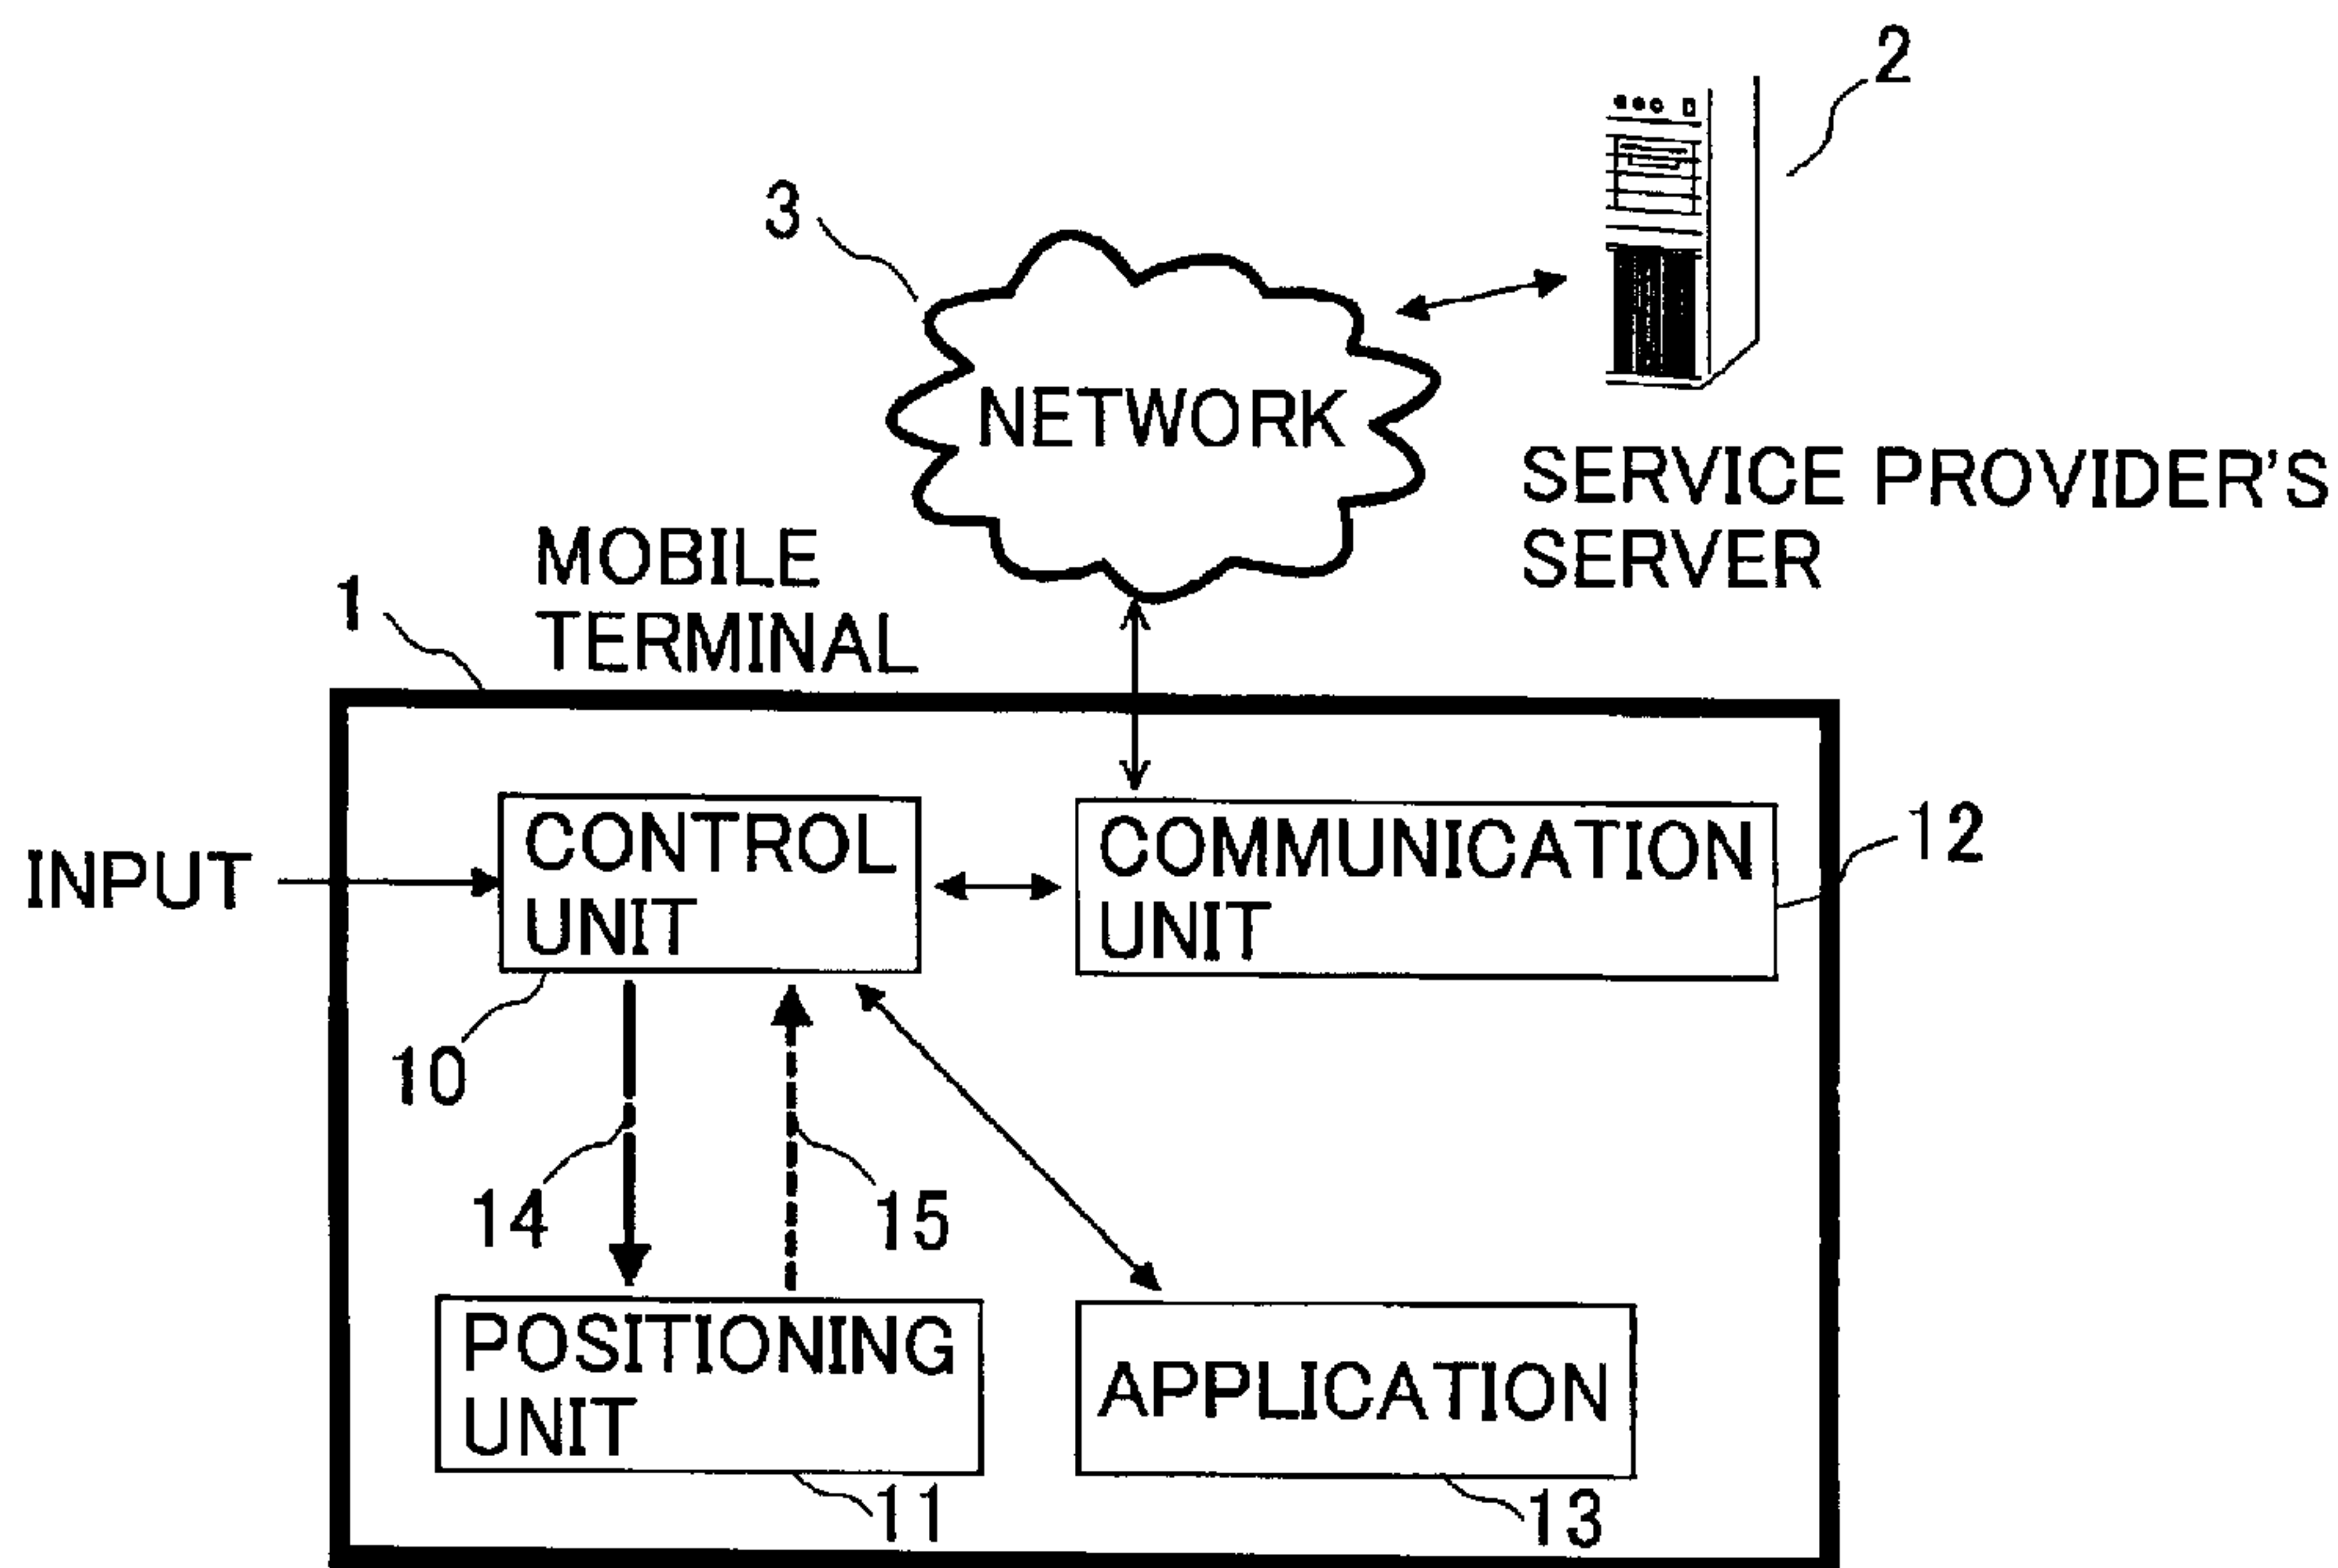 2
3
NETWORK
SERVICE PROVIDER'S
SERVER
MOBILE
TERMINAL
1
INPUT
CONTROL
UNIT
COMMUNICATION
UNIT
12
10
14
15
POSITIONING
UNIT
APPLICATION
11
13